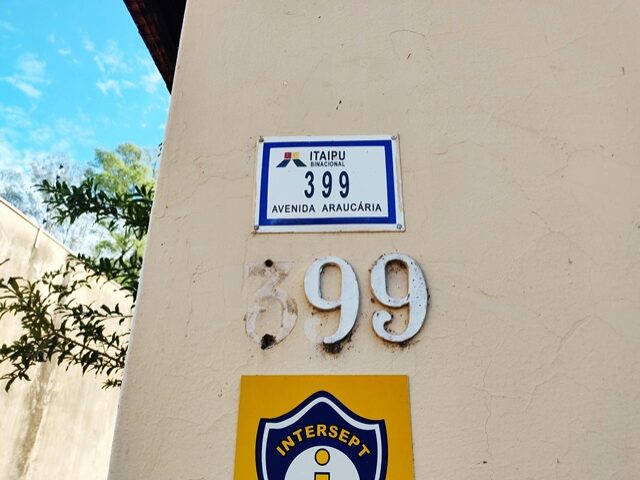 ITAIPU
BINACIONAL
399
AVENIDA ARAUCÁRIA
399
INTERSEPT
i